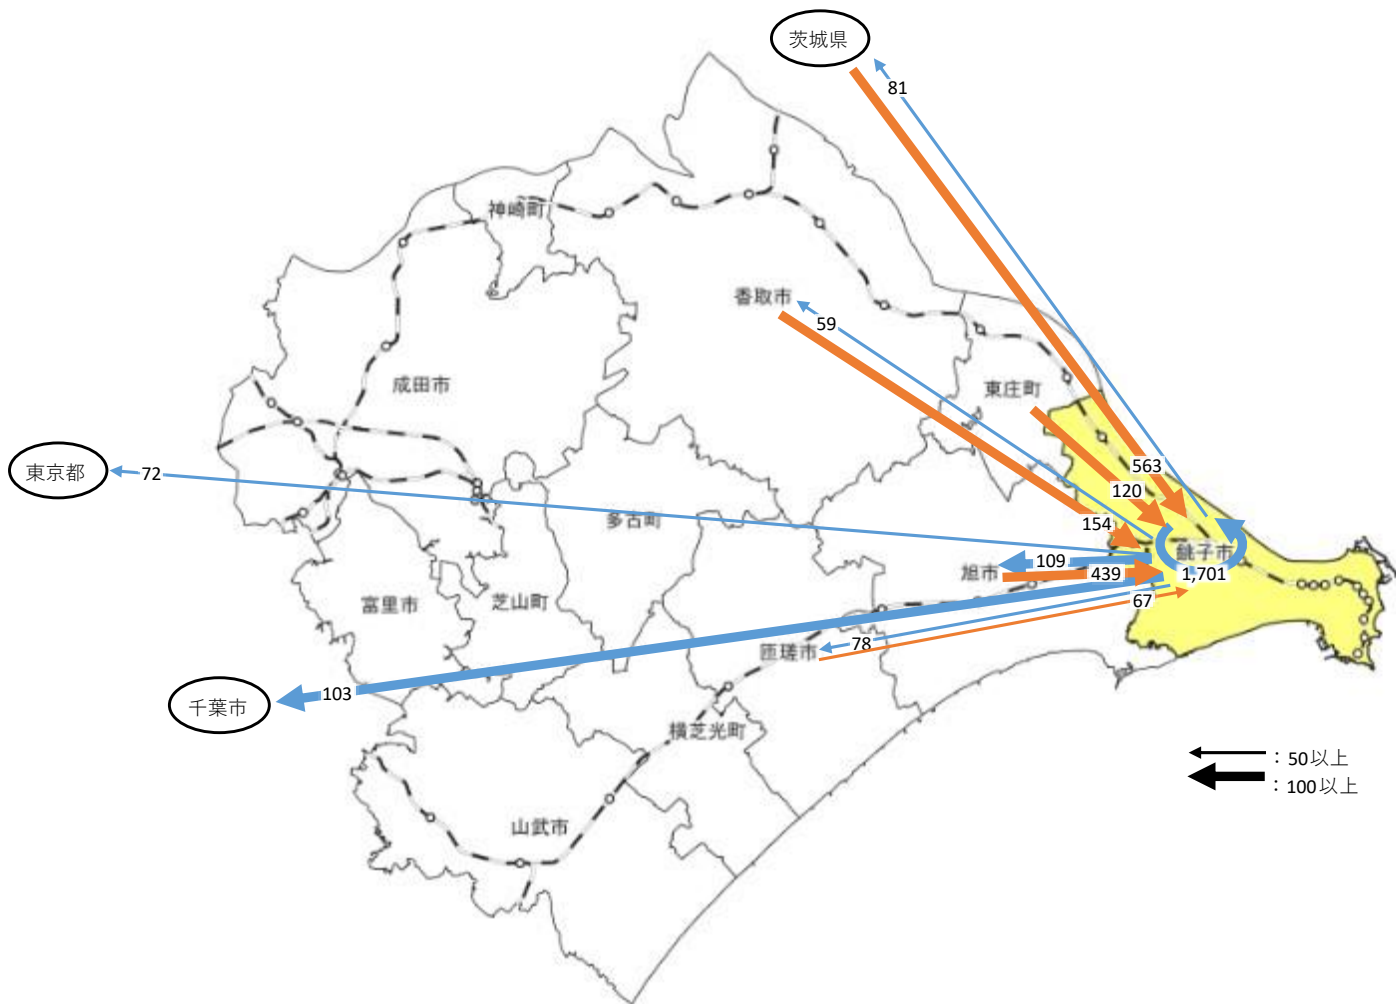 茨城県
81
神崎町
香取市
59
成田市
東庄町
東京都
72
563
120
154
多古町
銚子市
109
旭市
439
1,701
富里市
芝山町
67
匝瑳市
78
千葉市
103
横芝光町
：50以上
：100以上
山武市